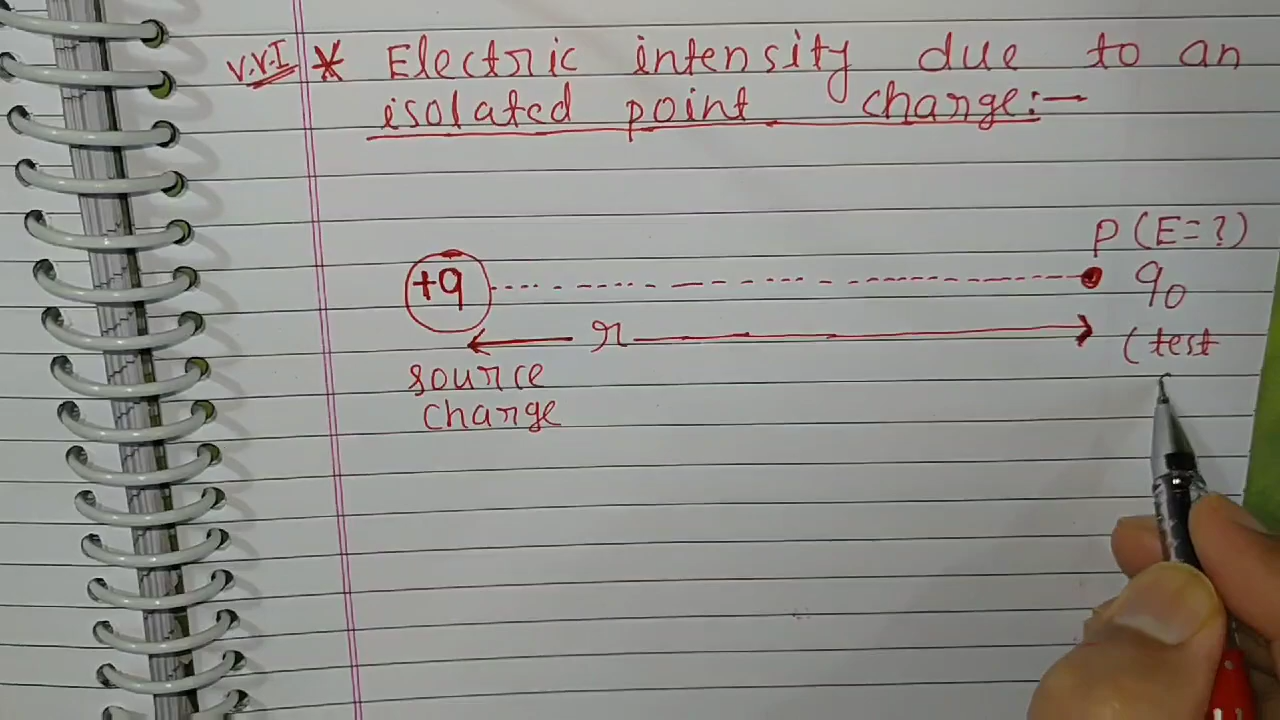 V.V.I * Electric intensity due to an
isolated point charge:-
P (E=?)
+q q0
r
(test
source
charge